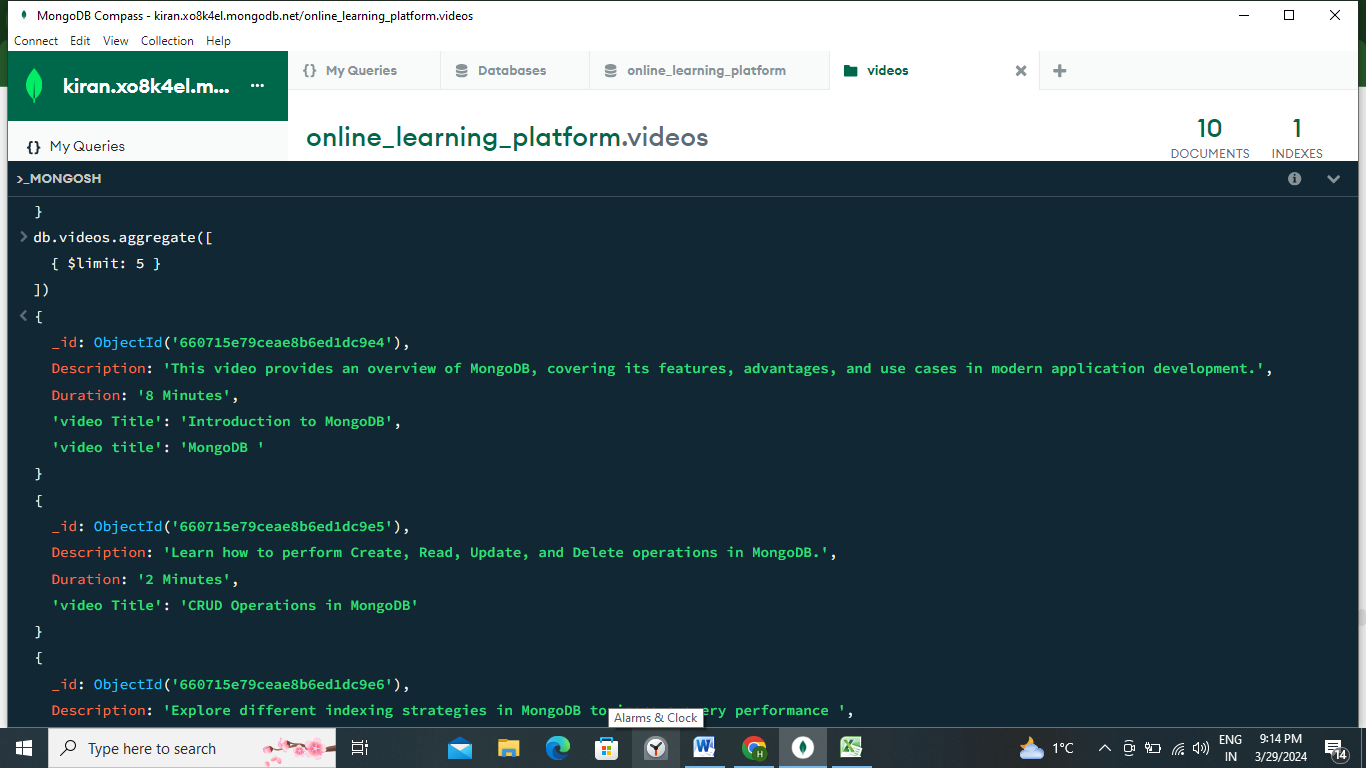 MongoDB Compass - kiran.xo8k4el.mongodb.net/online_learning_platform.videos
Connect Edit View Collection Help
kiran.xo8k4el.m... ...
{} My Queries
Databases
online_learning_platform
videos
{} My Queries
online_learning_platform.videos
10
DOCUMENTS
1
INDEXES
>_MONGOSH
}
> db.videos.aggregate([
{ $limit: 5 }
])
< {
_id: ObjectId('660715e79ceae8b6ed1dc9e4'),
Description: 'This video provides an overview of MongoDB, covering its features, advantages, and use cases in modern application development.',
Duration: '8 Minutes',
'video Title': 'Introduction to MongoDB',
'video title': 'MongoDB '
}
{
_id: ObjectId('660715e79ceae8b6ed1dc9e5'),
Description: 'Learn how to perform Create, Read, Update, and Delete operations in MongoDB.',
Duration: '2 Minutes',
'video Title': 'CRUD Operations in MongoDB'
}
{
_id: ObjectId('660715e79ceae8b6ed1dc9e6'),
Description: 'Explore different indexing strategies in MongoDB to performance ',
Alarms & Clock
Type here to search
1°C
ENG
IN
9:14 PM
3/29/2024
14